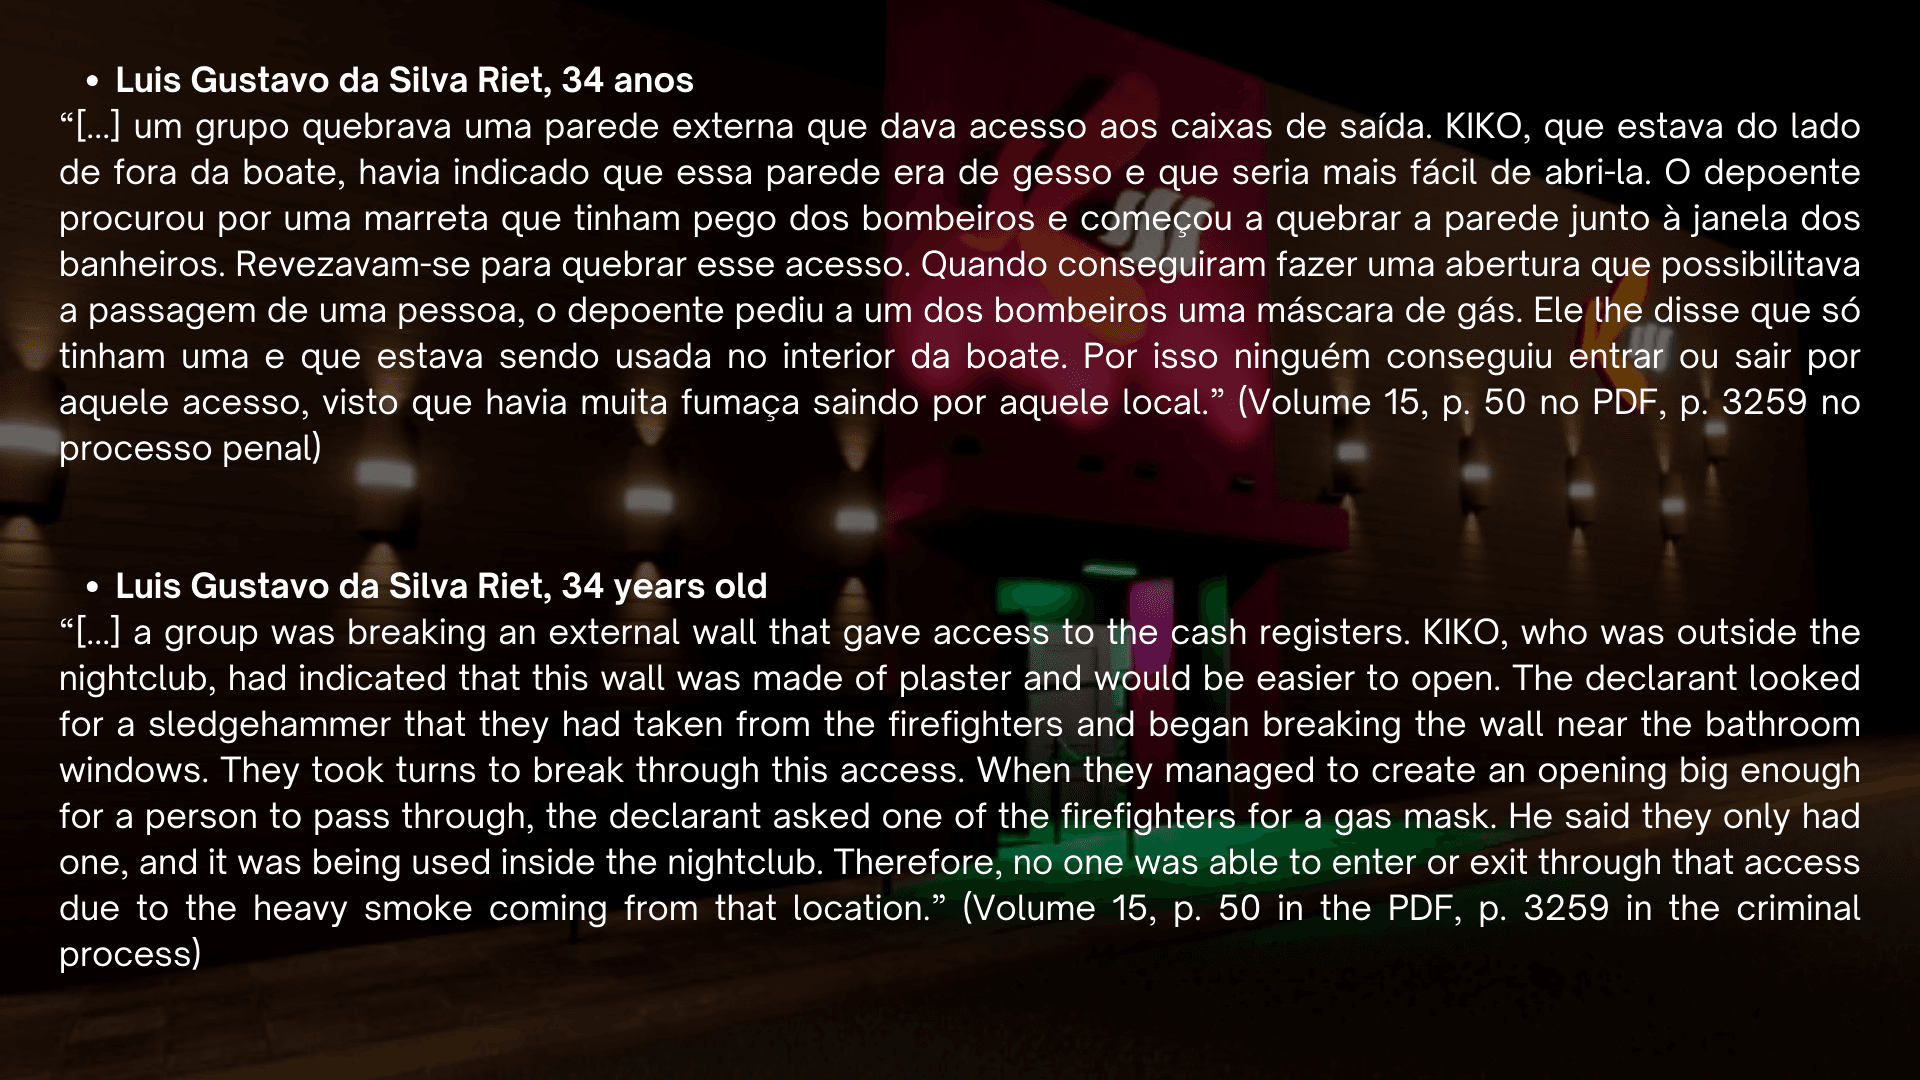 • Luis Gustavo da Silva Riet, 34 anos
“[...] um grupo quebrava uma parede externa que dava acesso aos caixas de saída. KIKO, que estava do lado
de fora da boate, havia indicado que essa parede era de gesso e que seria mais fácil de abri-la. O depoente
procurou por uma marreta que tinham pego dos bombeiros e começou a quebrar a parede junto à janela dos
banheiros. Revezavam-se para quebrar esse acesso. Quando conseguiram fazer uma abertura que possibilitava
a passagem de uma pessoa, o depoente pediu a um dos bombeiros uma máscara de gás. Ele lhe disse que só
tinham uma e que estava sendo usada no interior da boate. Por isso ninguém conseguiu entrar ou sair por
aquele acesso, visto que havia muita fumaça saindo por aquele local.” (Volume 15, p. 50 no PDF, p. 3259 no
processo penal)
• Luis Gustavo da Silva Riet, 34 years old
“[...] a group was breaking an external wall that gave access to the cash registers. KIKO, who was outside the
nightclub, had indicated that this wall was made of plaster and would be easier to open. The declarant looked
for a sledgehammer that they had taken from the firefighters and began breaking the wall near the bathroom
windows. They took turns to break through this access. When they managed to create an opening big enough
for a person to pass through, the declarant asked one of the firefighters for a gas mask. He said they only had
one, and it was being used inside the nightclub. Therefore, no one was able to enter or exit through that access
due to the heavy smoke coming from that location.” (Volume 15, p. 50 in the PDF, p. 3259 in the criminal
process)